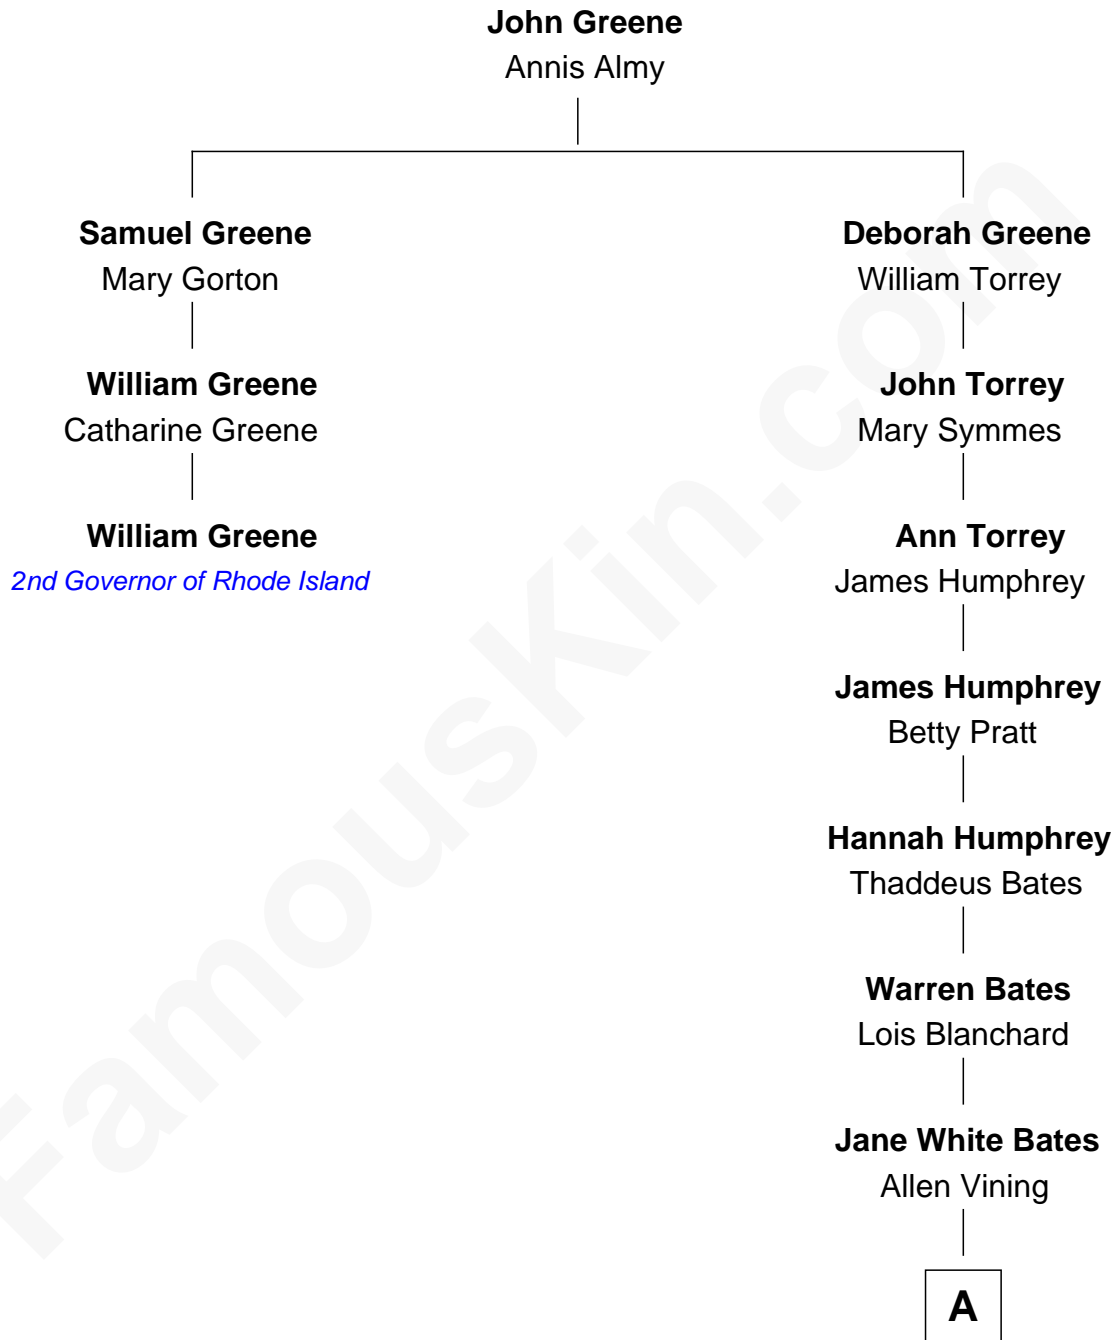 John Greene
Annis Almy
Samuel Greene
Mary Gorton
William Greene
Catharine Greene
William Greene
2nd Governor of Rhode Island
Deborah Greene
William Torrey
John Torrey
Mary Symmes
Ann Torrey
James Humphrey
James Humphrey
Betty Pratt
Hannah Humphrey
Thaddeus Bates
Warren Bates
Lois Blanchard
Jane White Bates
Allen Vining
A
FamousKin.com